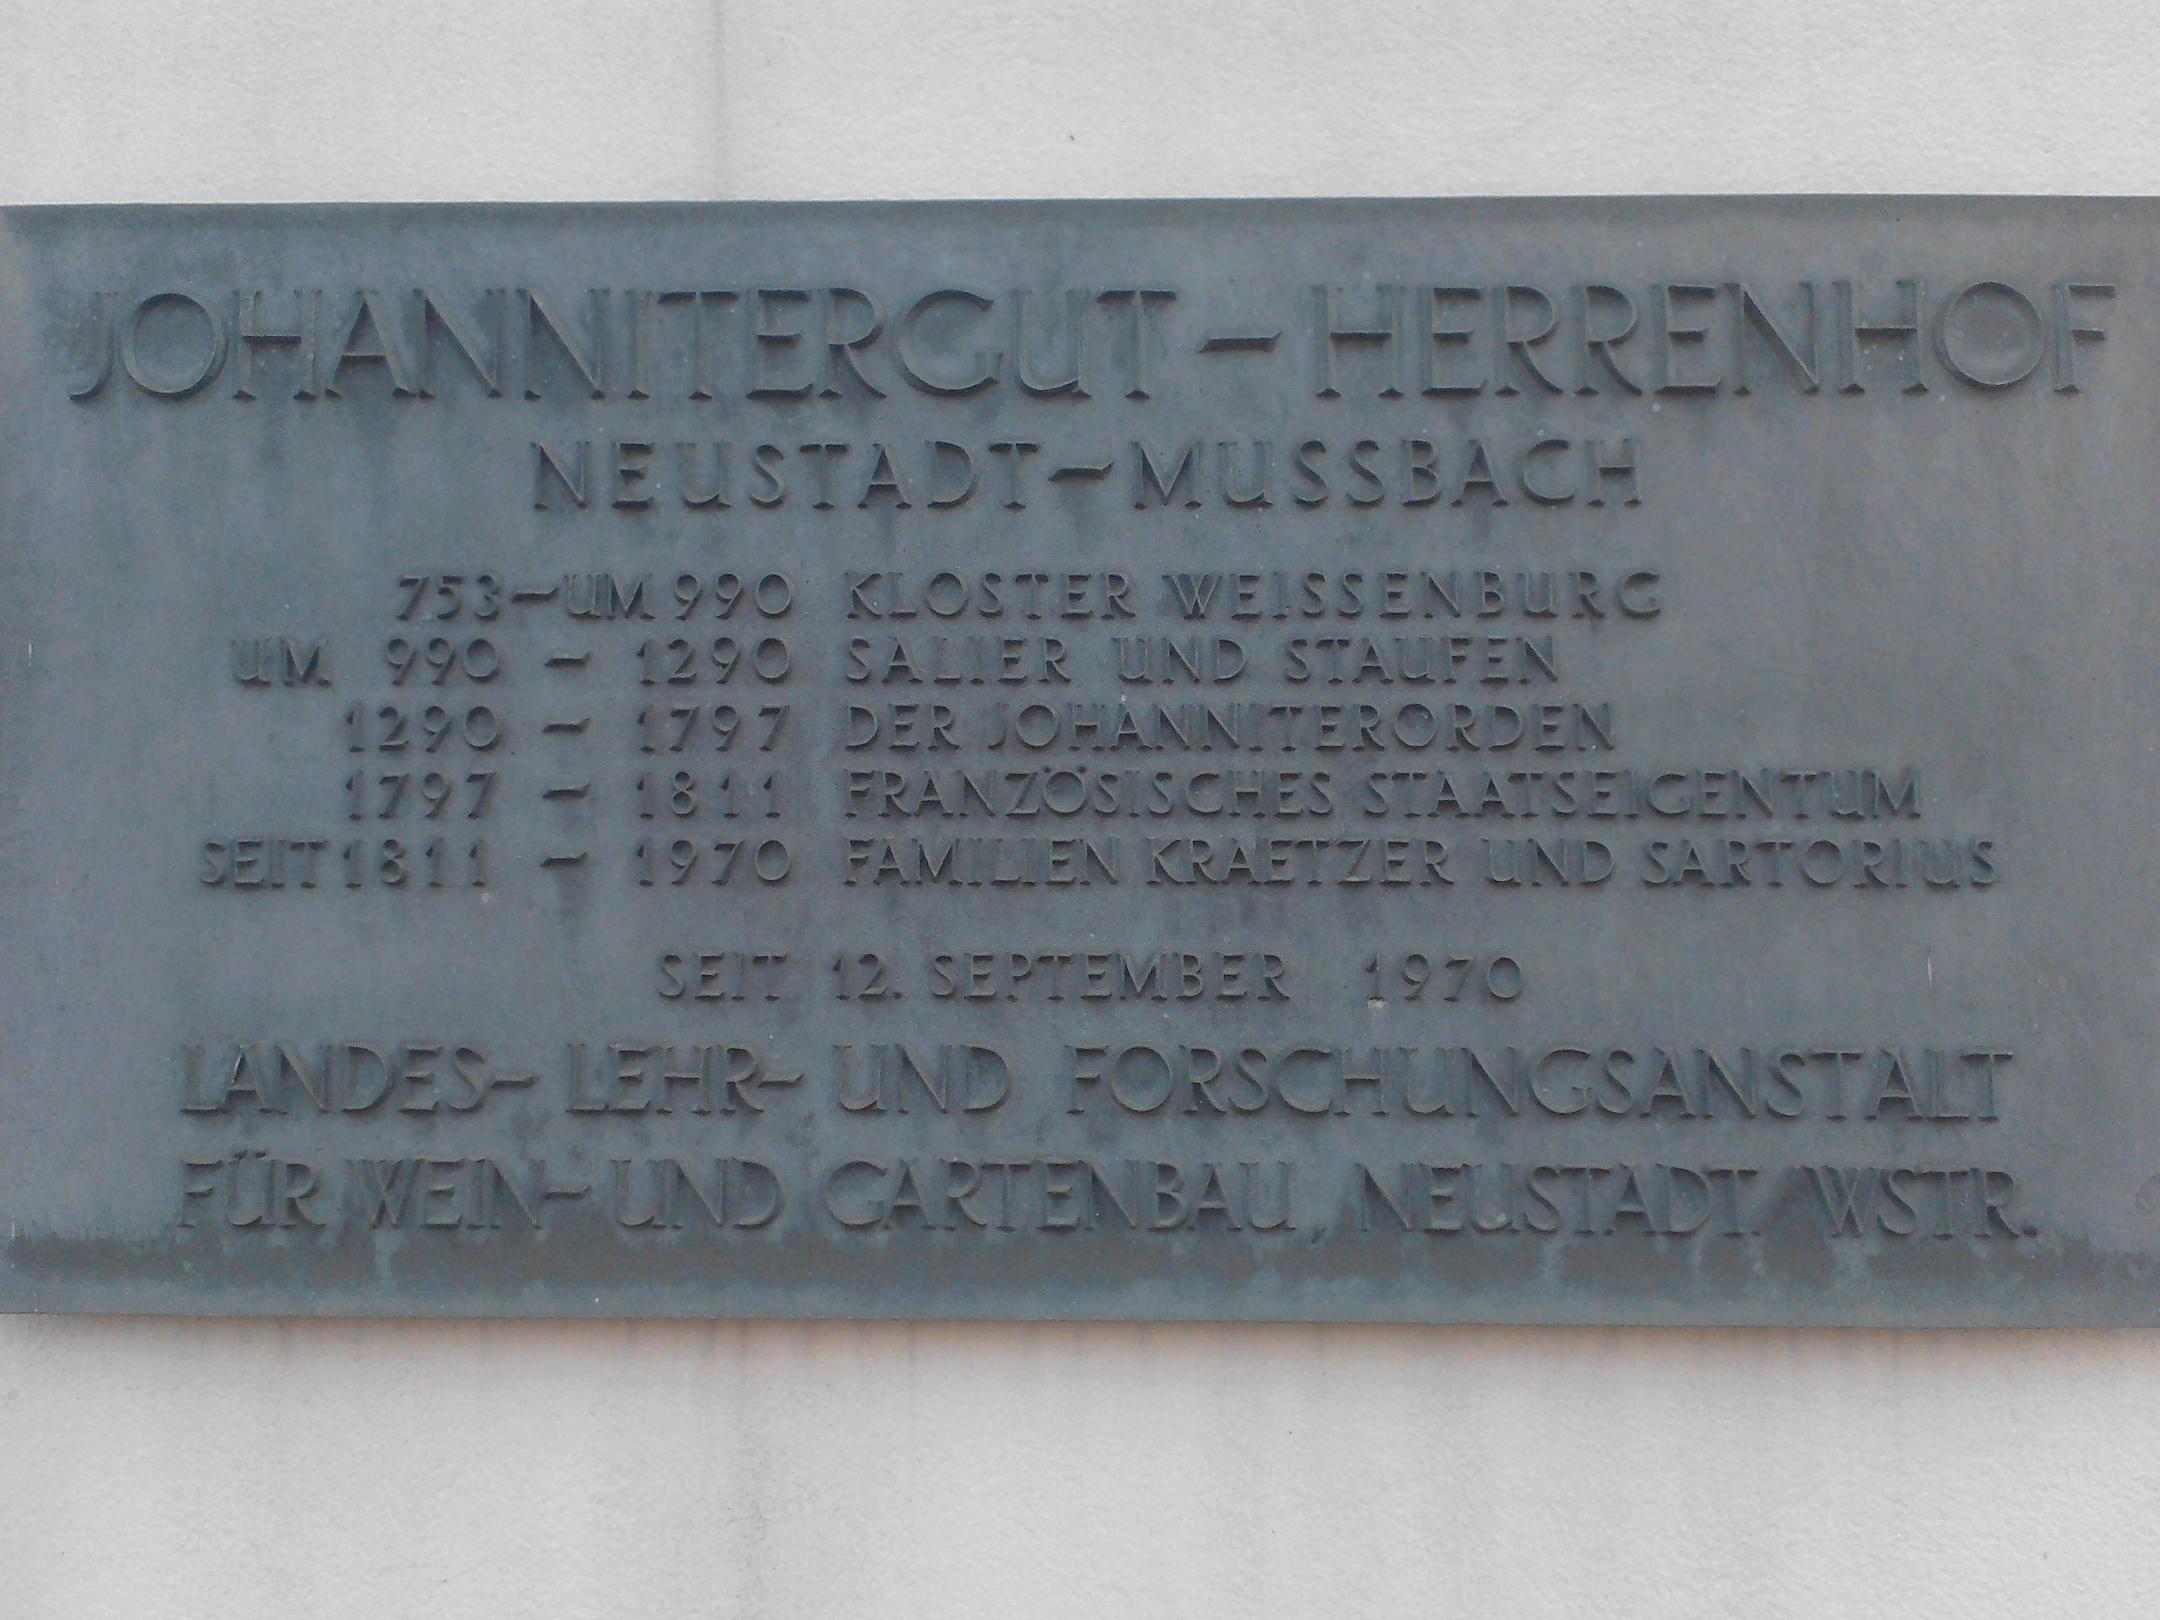 JOHANNITERGUT – HERRENHOF
NEUSTADT–MUSSBACH
753–UM 990 KLOSTER WEISSENBURG
UM 990 – 1290 SALIER UND STAUFEN
1290 – 1797 DER JOHANNITERORDEN
1797 – 1811 FRANZÖSISCHES STAATSEIGENTUM
SEIT 1811 – 1970 FAMILIEN KRAETZER UND SARTORIUS
SEIT 12. SEPTEMBER 1970
LANDES- LEHR- UND FORSCHUNGSANSTALT
FÜR WEIN- UND GARTENBAU, NEUSTADT/WSTR.